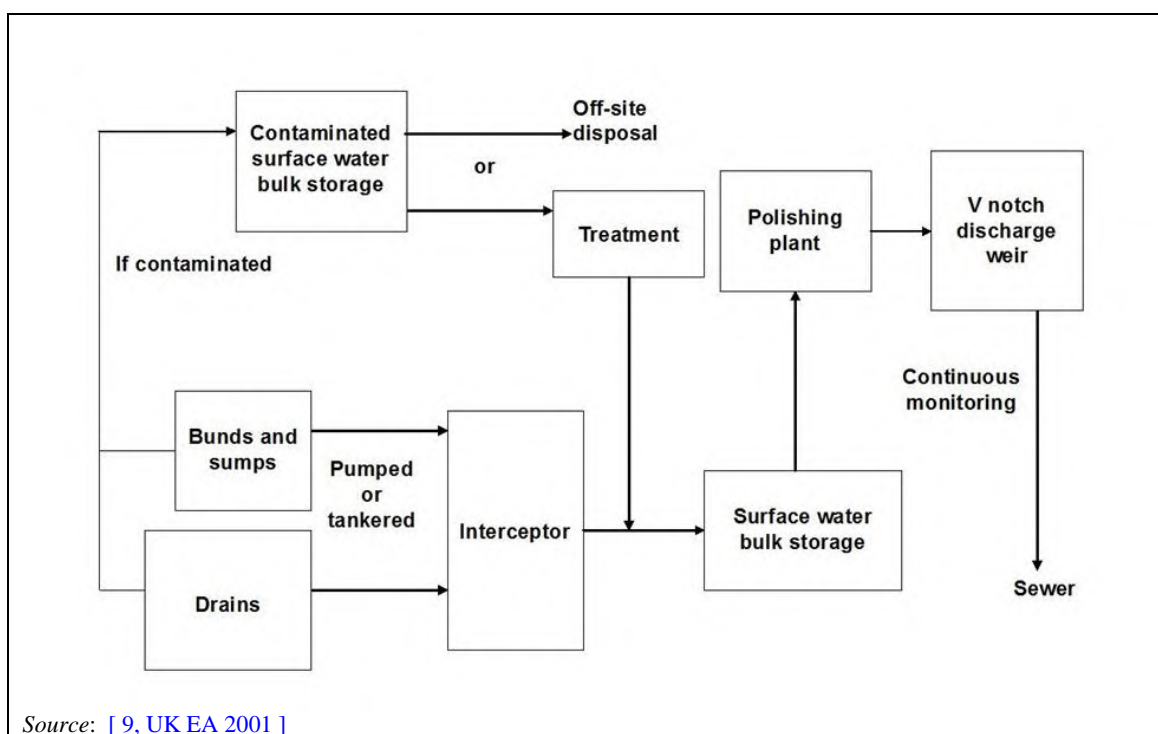 Contaminated
surface water
bulk storage
Off-site
disposal
or
Treatment
Polishing
plant
V notch
discharge
weir
If contaminated
Continuous
monitoring
Bunds and
sumps
Pumped
or
tankered
Interceptor
Surface water
bulk storage
Drains
Sewer
Source: [ 9, UK EA 2001 ]